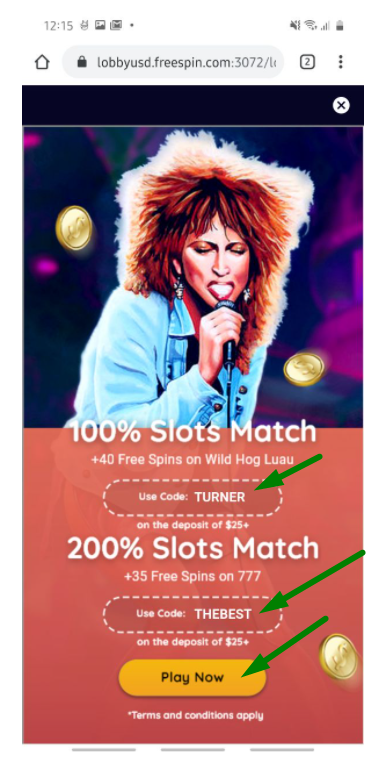 12:15
lobbyusd.freespin.com:3072/l
2
100% Slots Match
+40 Free Spins on Wild Hog Luau
Use Code: TURNER
on the deposit of $25+
200% Slots Match
+35 Free Spins on 777
Use Code: THEBEST
on the deposit of $25+
Play Now
*Terms and conditions apply